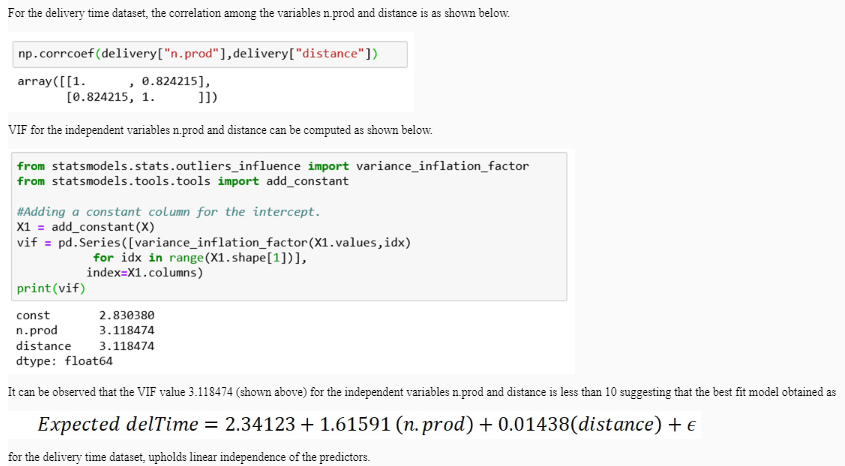 For the delivery time dataset, the correlation among the variables n.prod and distance is as shown below.
np.corrcoef(delivery["n.prod"],delivery["distance"])
array([[1.      , 0.824215],
       [0.824215, 1.      ]])
VIF for the independent variables n.prod and distance can be computed as shown below.
from statsmodels.stats.outliers_influence import variance_inflation_factor
from statsmodels.tools.tools import add_constant
#Adding a constant column for the intercept.
X1 = add_constant(X)
vif = pd.Series([variance_inflation_factor(X1.values,idx)
          for idx in range(X1.shape[1])],
         index=X1.columns)
print(vif)
const       2.830380
n.prod      3.118474
distance    3.118474
dtype: float64
It can be observed that the VIF value 3.118474 (shown above) for the independent variables n.prod and distance is less than 10 suggesting that the best fit model obtained as
Expected delTime = 2.34123 + 1.61591 (n.prod) + 0.01438(distance) + ϵ
for the delivery time dataset, upholds linear independence of the predictors.